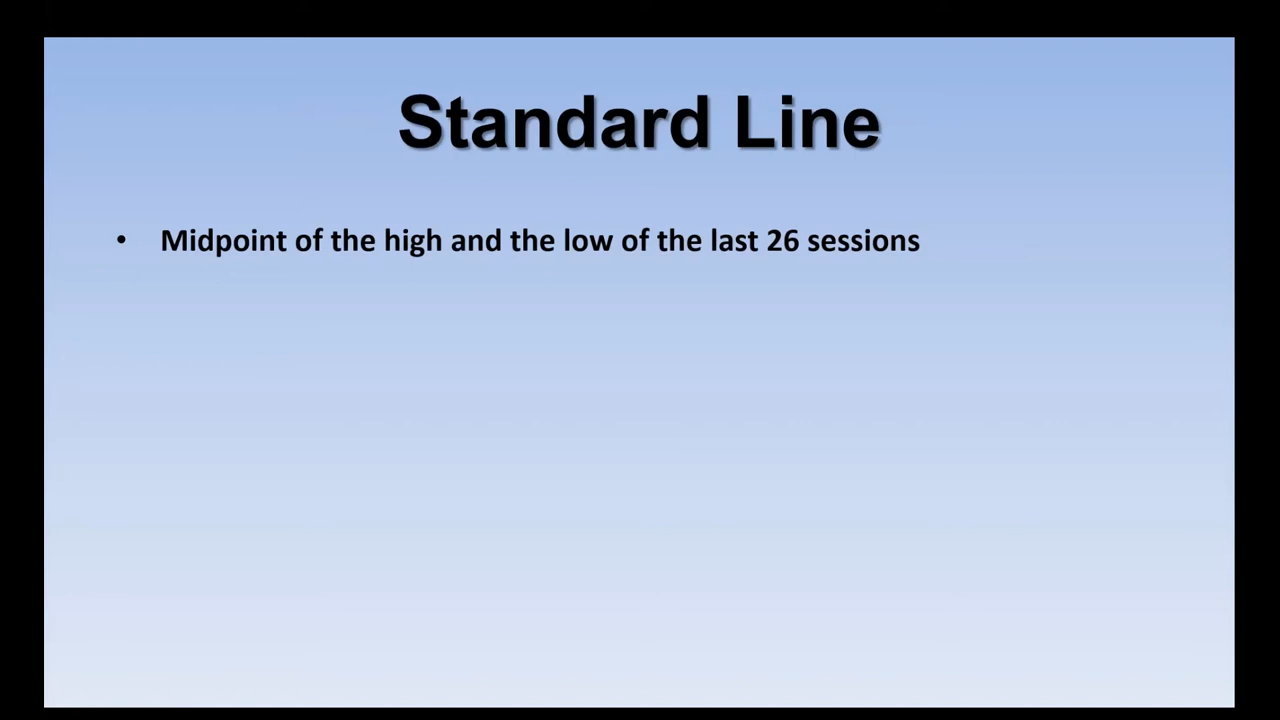 Standard Line
• Midpoint of the high and the low of the last 26 sessions